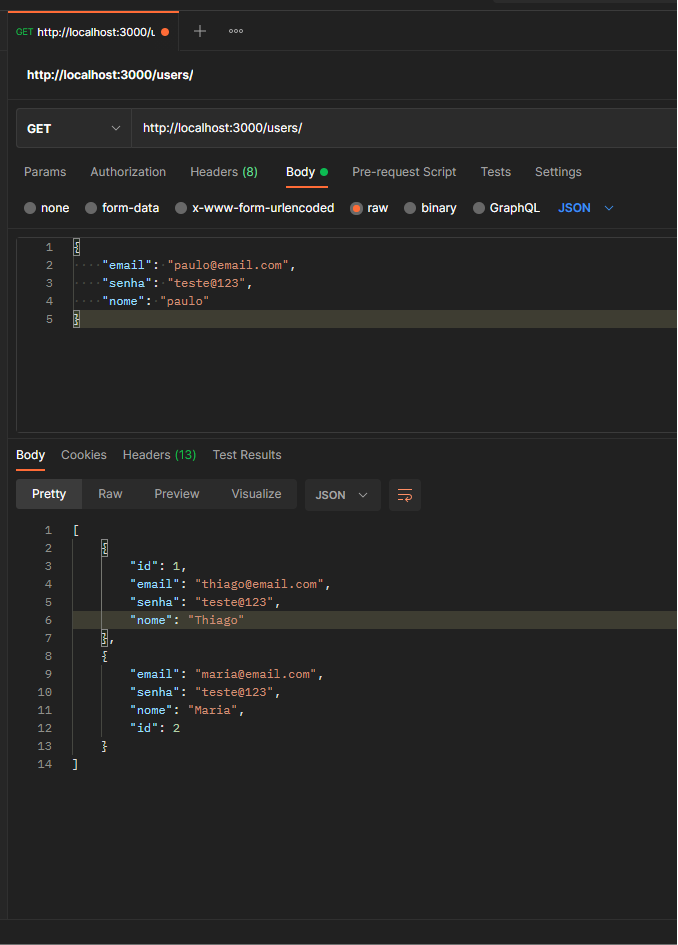 GET http://localhost:3000/u
http://localhost:3000/users/
GET http://localhost:3000/users/
Params Authorization Headers (8) Body Pre-request Script Tests Settings
none form-data x-www-form-urlencoded raw binary GraphQL JSON
1 {
2 ····"email":·"paulo@email.com",
3 ····"senha":·"teste@123",
4 ····"nome":·"paulo"
5 }
Body Cookies Headers (13) Test Results
Pretty Raw Preview Visualize JSON
1 [
2 {
3 "id": 1,
4 "email": "thiago@email.com",
5 "senha": "teste@123",
6 "nome": "Thiago"
7 },
8 {
9 "email": "maria@email.com",
10 "senha": "teste@123",
11 "nome": "Maria",
12 "id": 2
13 }
14 ]